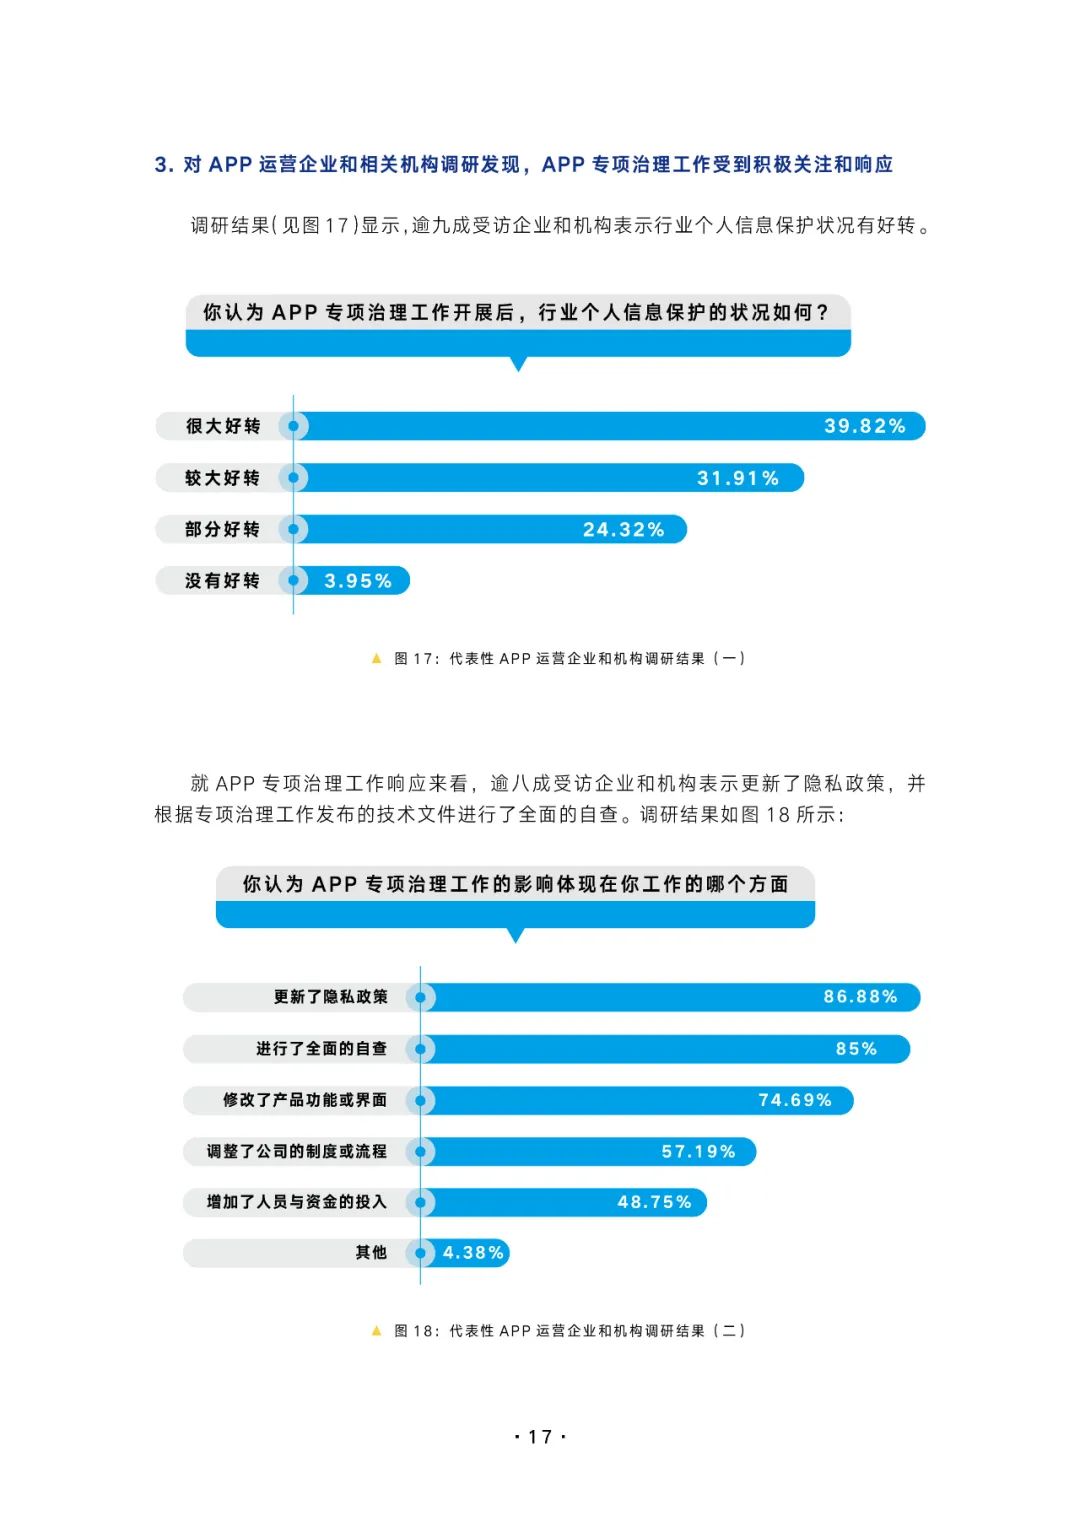 3. 对 APP 运营企业和相关机构调研发现，APP 专项治理工作受到积极关注和响应
调研结果(见图17)显示,逾九成受访企业和机构表示行业个人信息保护状况有好转。
你认为 APP 专项治理工作开展后，行业个人信息保护的状况如何？
很大好转 39.82%
较大好转 31.91%
部分好转 24.32%
没有好转 3.95%
图 17：代表性 APP 运营企业和机构调研结果（一）
就 APP 专项治理工作响应来看，逾八成受访企业和机构表示更新了隐私政策，并
根据专项治理工作发布的技术文件进行了全面的自查。调研结果如图 18 所示：
你认为 APP 专项治理工作的影响体现在你工作的哪个方面
更新了隐私政策 86.88%
进行了全面的自查 85%
修改了产品功能或界面 74.69%
调整了公司的制度或流程 57.19%
增加了人员与资金的投入 48.75%
其他 4.38%
图 18：代表性 APP 运营企业和机构调研结果（二）
·17·